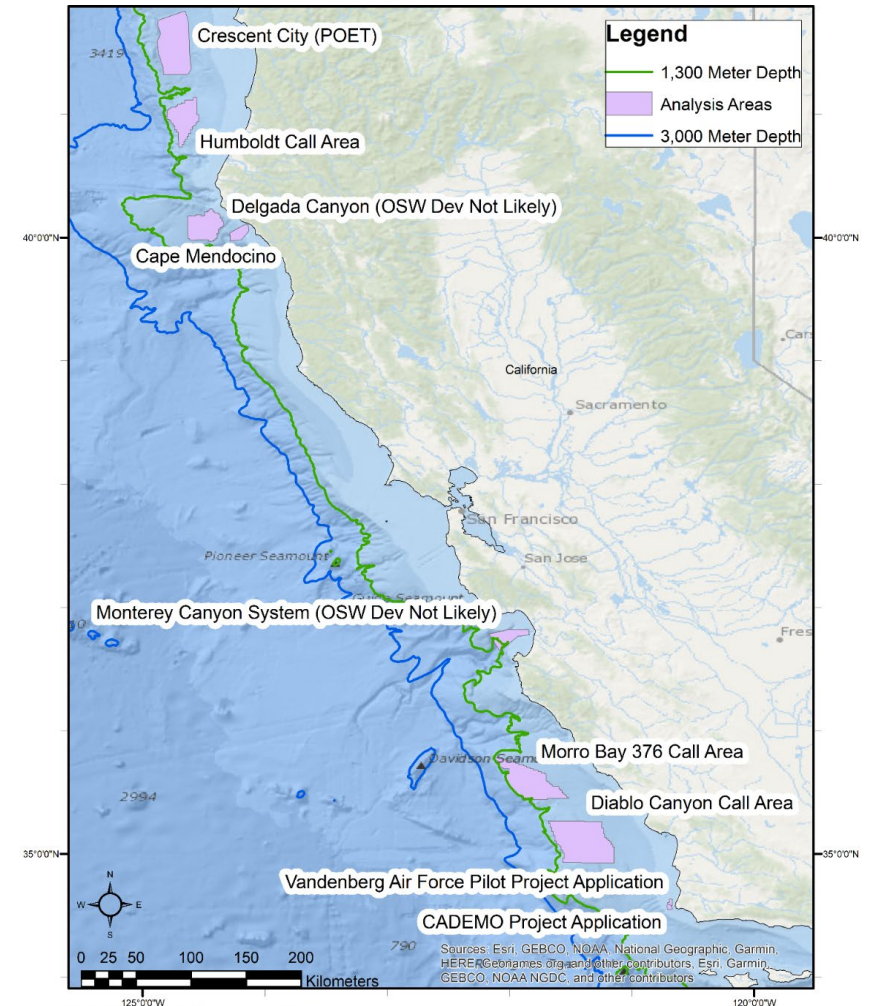 Crescent City (POET)
Legend
1,300 Meter Depth
Analysis Areas
3,000 Meter Depth
3419
Humboldt Call Area
Delgada Canyon (OSW Dev Not Likely)
40°0'0"N
40°0'0"N
Cape Mendocino
California
Sacramento
San Francisco
Pioneer Seamount
San Jose
Seamount
Monterey Canyon System (OSW Dev Not Likely)
Morro Bay 376 Call Area
Davidson
2994
Diablo Canyon Call Area
35°0'0"N
35°0'0"N
Vandenberg Air Force Pilot Project Application
N
W
E
S
CADEMO Project Application
790
Sources: Esri, GEBCO, NOAA, National Geographic, Garmin,
HERE, Geonames.org, and other contributors, Esri, Garmin,
GEBCO, NOAA NGDC, and other contributors
0 25 50 100 150 200
Kilometers
125°0'0"W
120°0'0"W